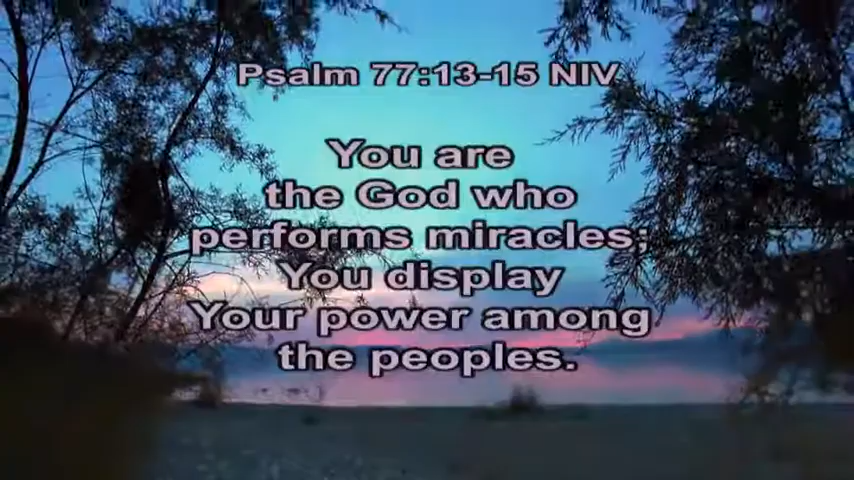 Psalm 77:13-15 NIV
You are
the God who
performs miracles;
You display
Your power among
the peoples.